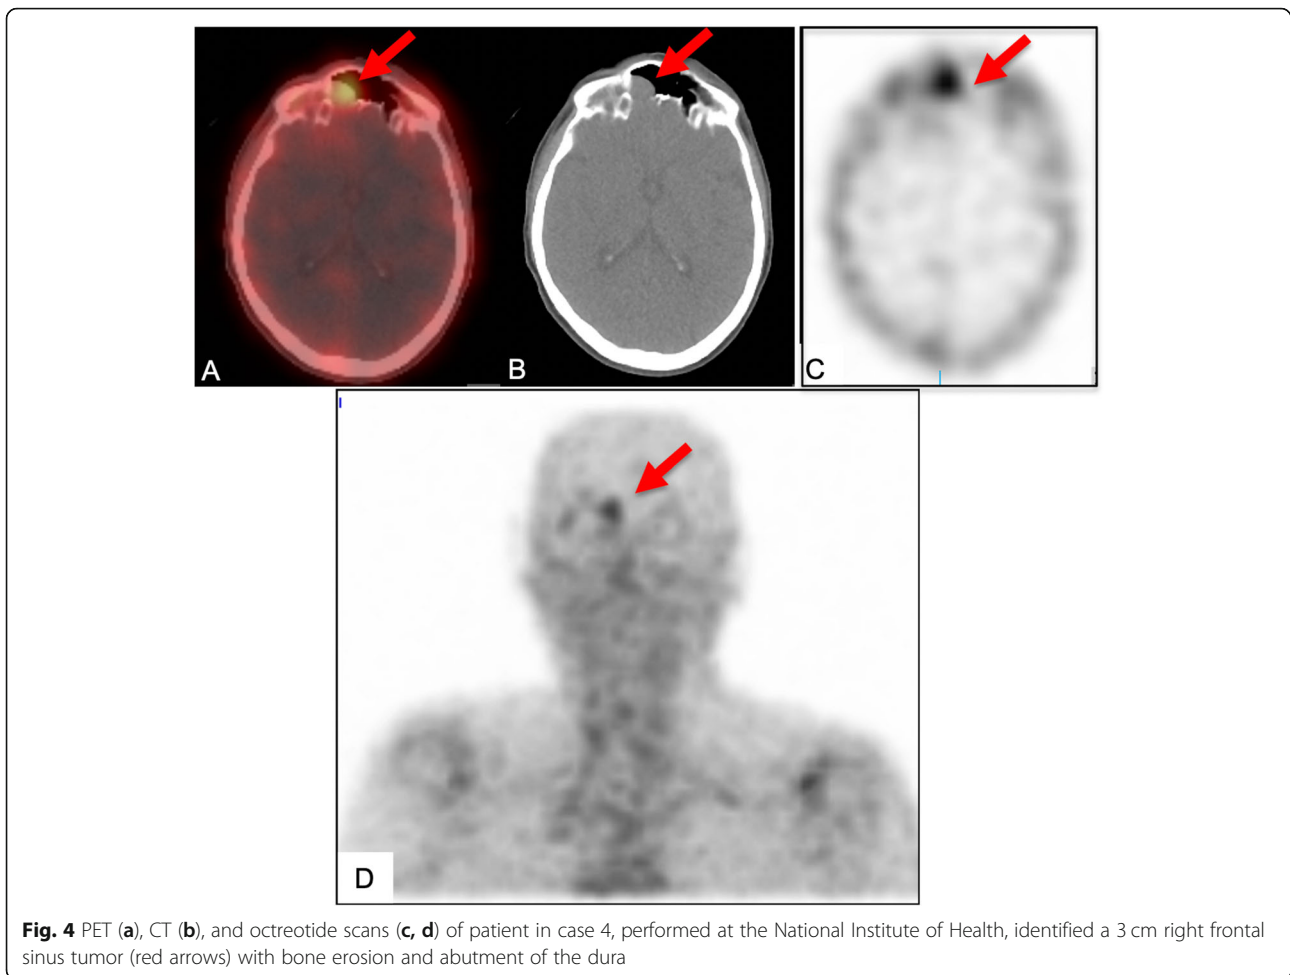 A
B
C
D
Fig. 4 PET (a), CT (b), and octreotide scans (c, d) of patient in case 4, performed at the National Institute of Health, identified a 3 cm right frontal
sinus tumor (red arrows) with bone erosion and abutment of the dura